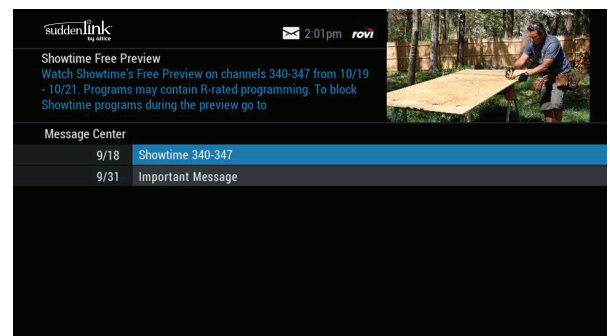 suddenlink
by altice
2:01pm rovi
Showtime Free Preview
Watch Showtime's Free Preview on channels 340-347 from 10/19
- 10/21. Programs may contain R-rated programming. To block
Showtime programs during the preview go to
Message Center
9/18 Showtime 340-347
9/31 Important Message